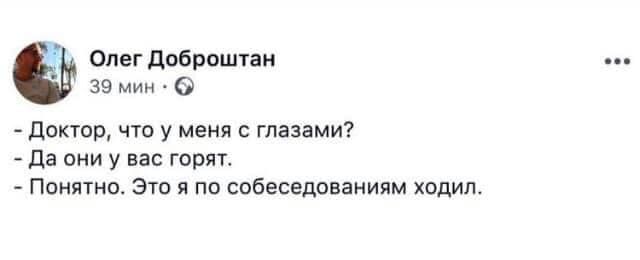 Олег Доброштан
39 мин ·
- Доктор, что у меня с глазами?
- Да они у вас горят.
- Понятно. Это я по собеседованиям ходил.